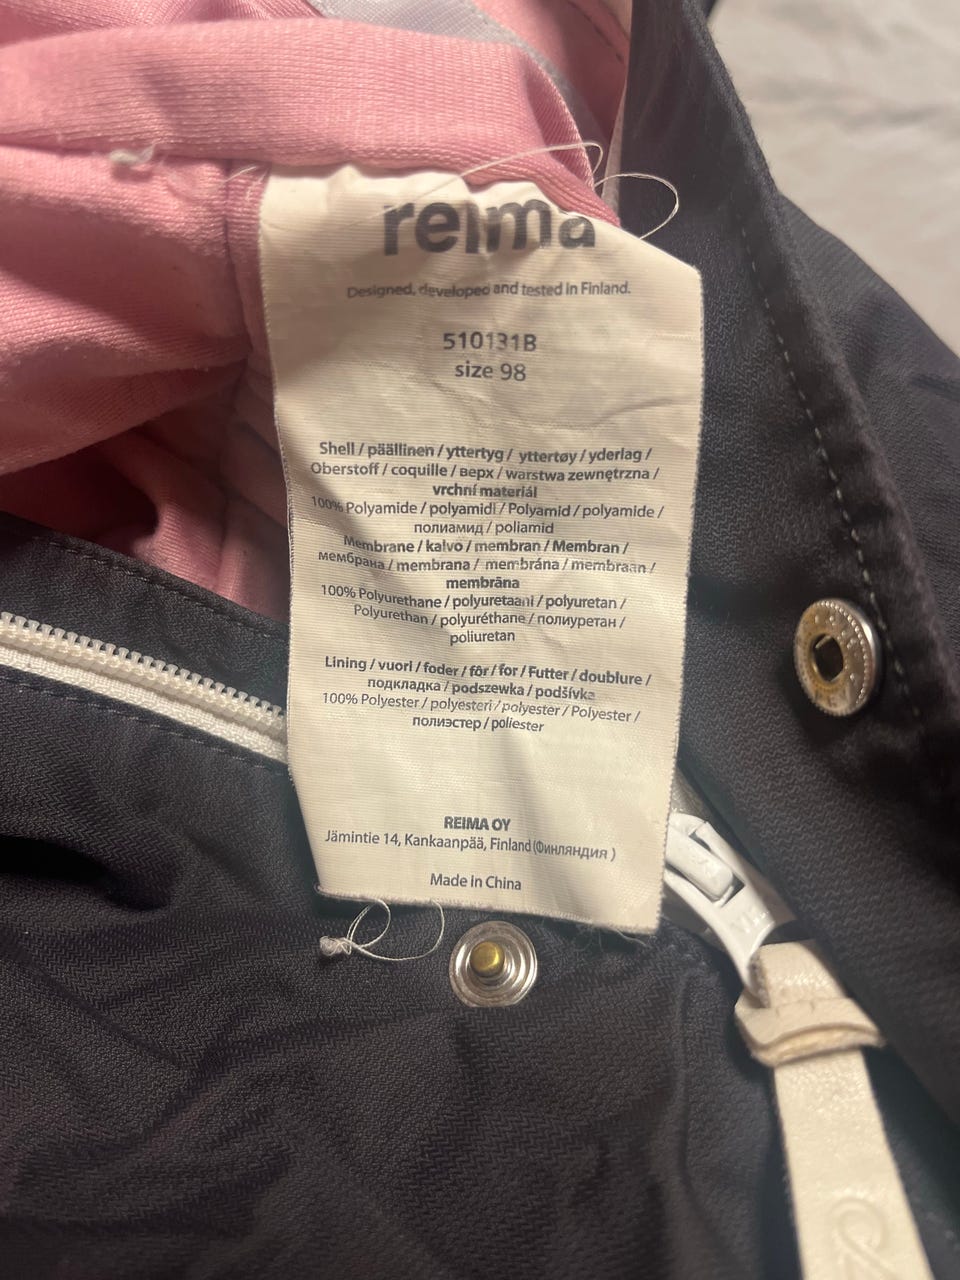 reima
Designed, developed and tested in Finland.
510131B
size 98
Shell / päällinen / yttertyg / yttertøy / yderlag /
Oberstoff / coquille / верх / warstwa zewnętrzna /
vrchní materiál
100% Polyamide / polyamidi / Polyamid / polyamide /
полиамид / poliamid
Membrane / kalvo / membran / Membran /
мембрана / membrana / membrána / membraan /
membrāna
100% Polyurethane / polyuretaani / polyuretan /
Polyurethan / polyuréthane / полиуретан /
poliuretan
Lining / vuori / foder / fôr / for / Futter / doublure /
подкладка / podszewka / podšívka
100% Polyester / polyesteri / polyester / Polyester /
полиэстер / poliester
REIMA OY
Jämintie 14, Kankaanpää, Finland (Финляндия )
Made in China